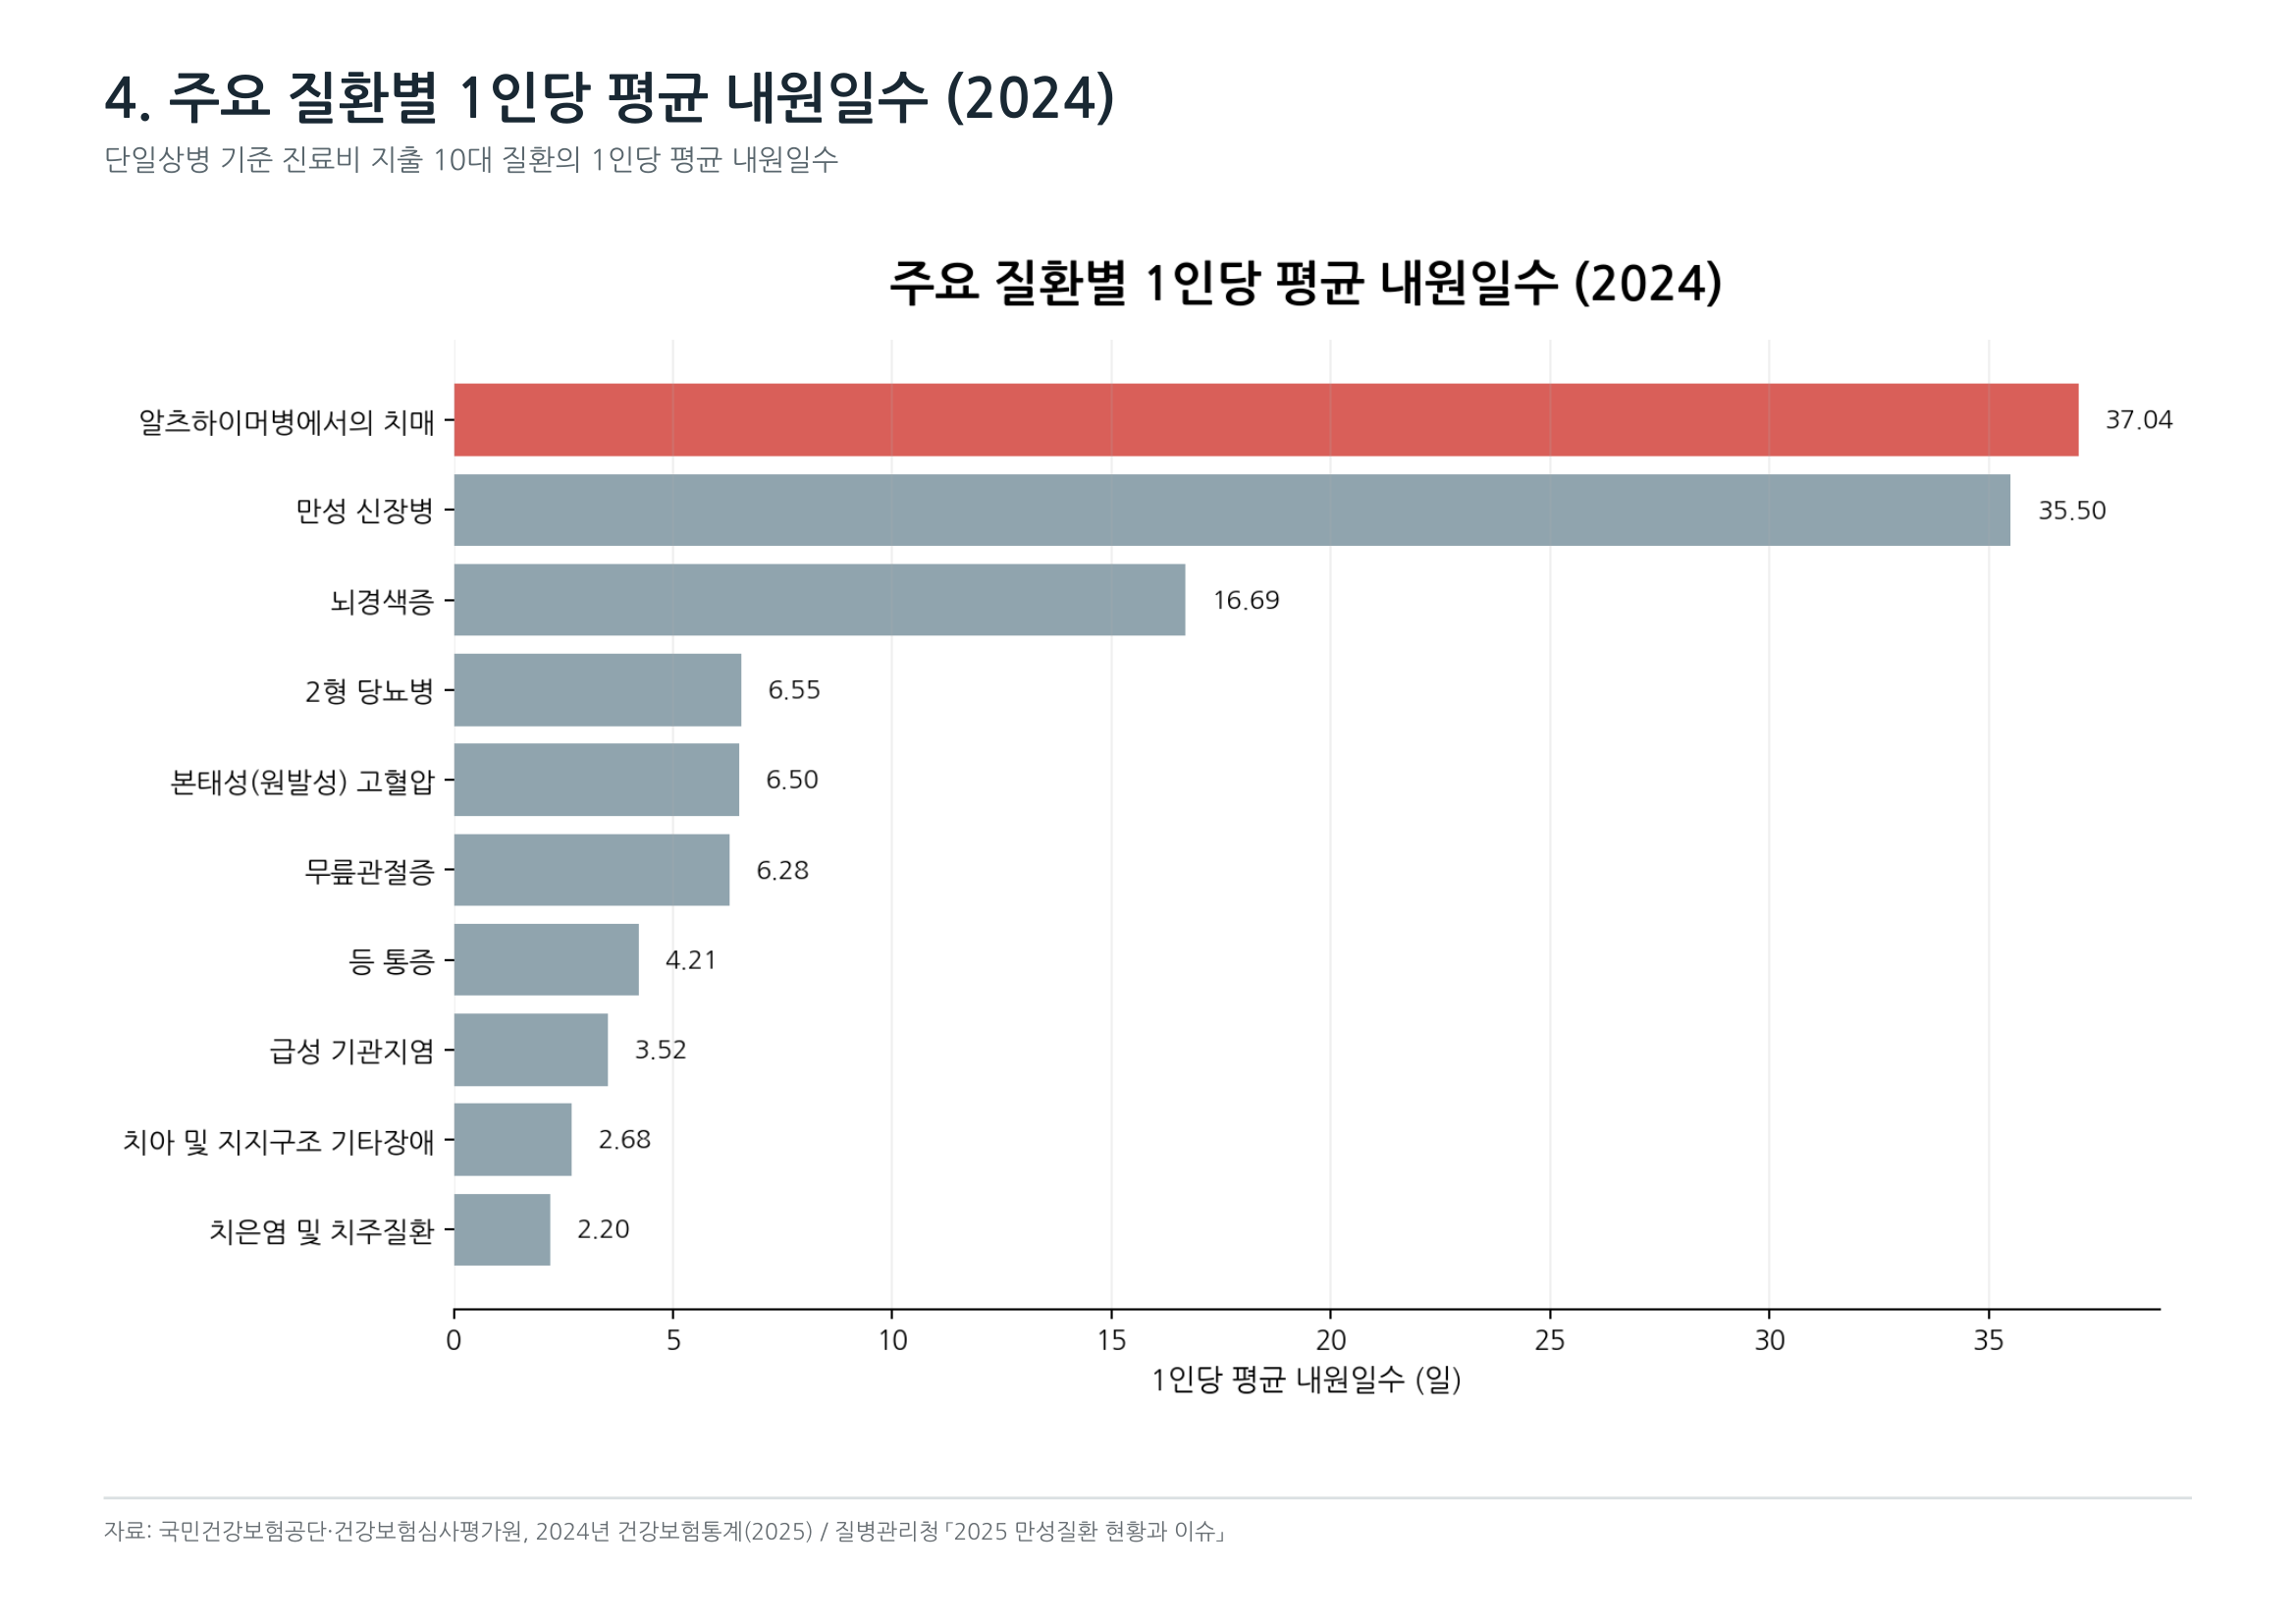 4. 주요 질환별 1인당 평균 내원일수 (2024)
단일상병 기준 진료비 지출 10대 질환의 1인당 평균 내원일수
주요 질환별 1인당 평균 내원일수 (2024)
알츠하이머병에서의 치매 37.04
만성 신장병 35.50
뇌경색증 16.69
2형 당뇨병 6.55
본태성(원발성) 고혈압 6.50
무릎관절증 6.28
등 통증 4.21
급성 기관지염 3.52
치아 및 지지구조 기타장애 2.68
치은염 및 치주질환 2.20
0 5 10 15 20 25 30 35
1인당 평균 내원일수 (일)
자료: 국민건강보험공단·건강보험심사평가원, 2024년 건강보험통계(2025) / 질병관리청 「2025 만성질환 현황과 이슈」